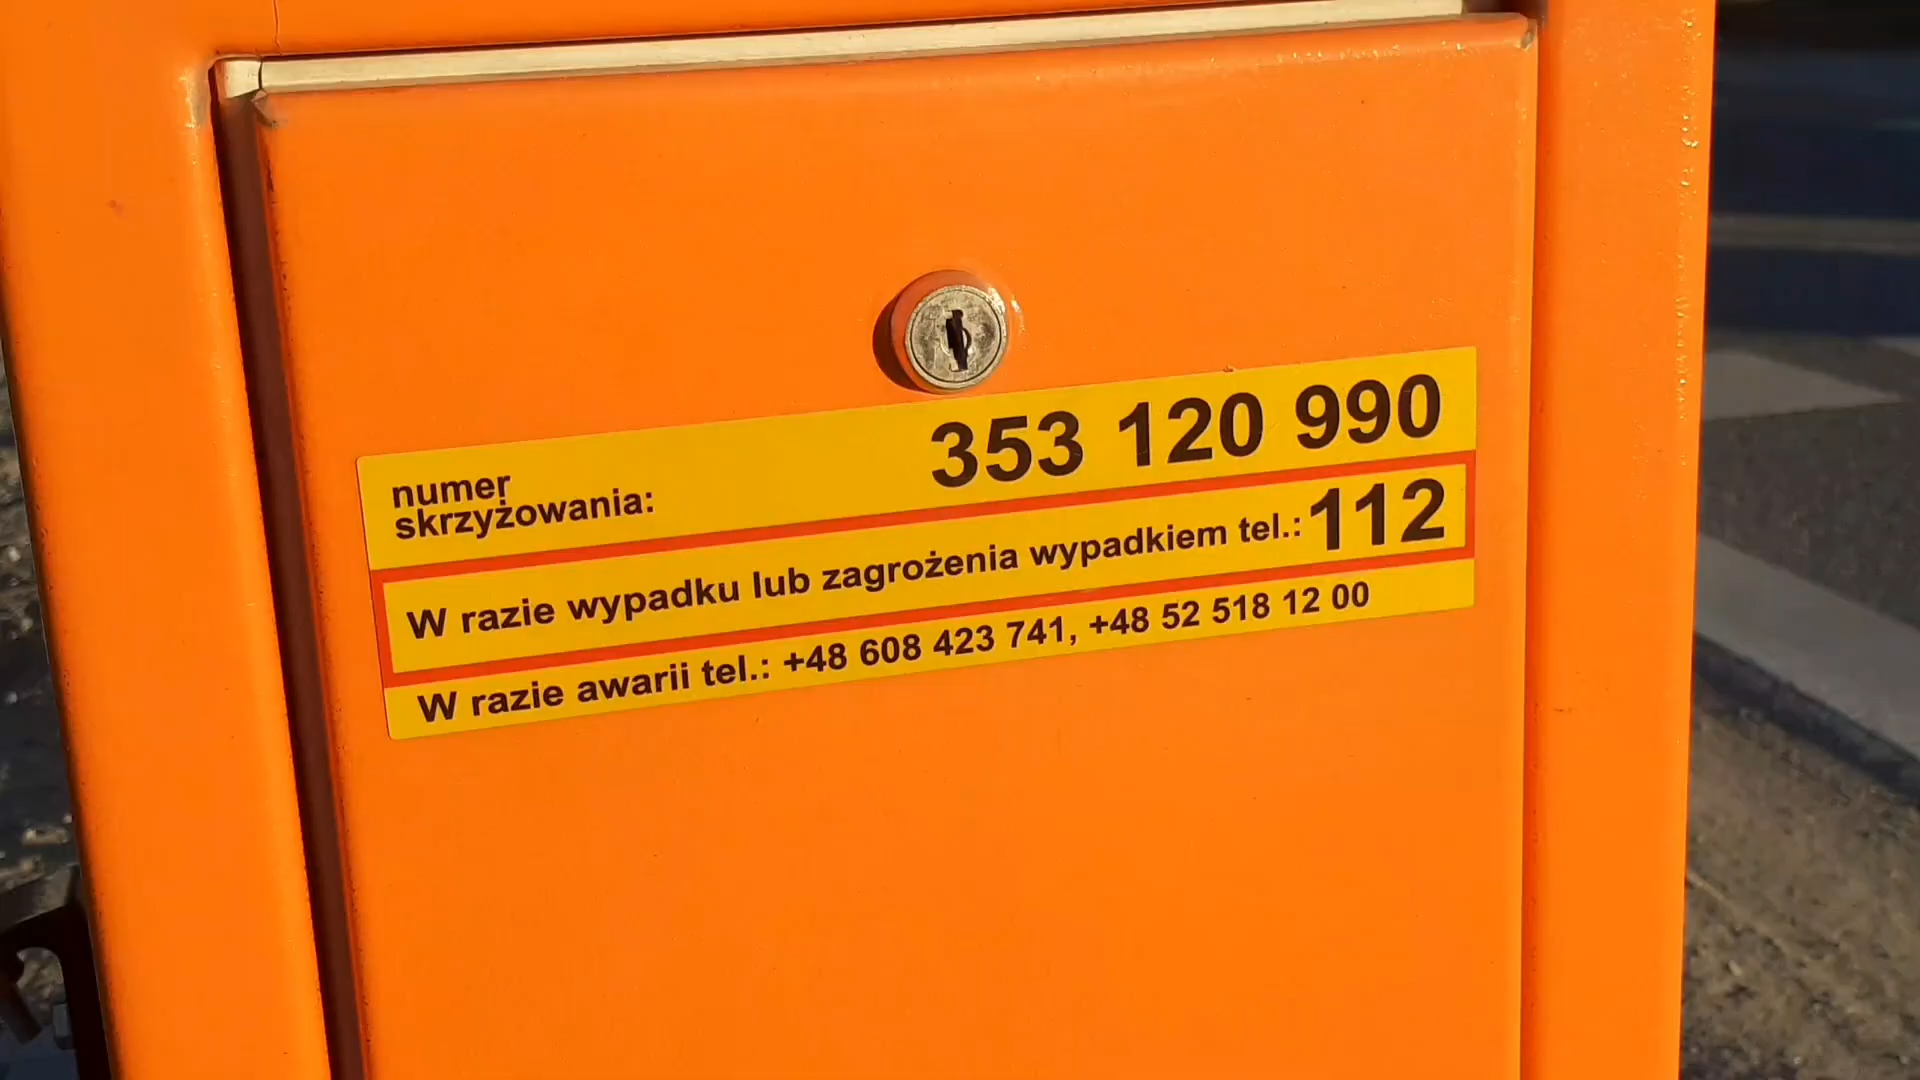 numer
skrzyżowania:
353 120 990
W razie wypadku lub zagrożenia wypadkiem tel.: 112
W razie awarii tel.: +48 608 423 741, +48 52 518 12 00